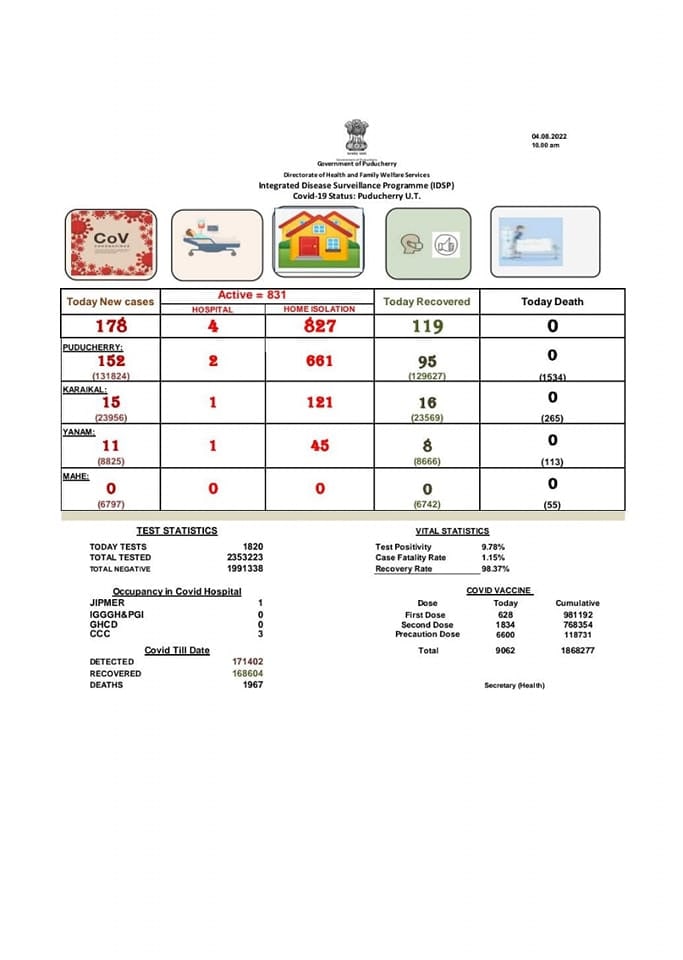 04.08.2022
10.00 am
Government of Puducherry
Directorate of Health and Family Welfare Services
Integrated Disease Surveillance Programme (IDSP)
Covid-19 Status: Puducherry U.T.
CoV
Today New cases
Active = 831
HOSPITAL
HOME ISOLATION
Today Recovered
Today Death
178 4 827 119 0
PUDUCHERRY:
152 2 661 95 0
(131824) (129627) (1534)
KARAIKAL:
15 1 121 16 0
(23956) (23569) (265)
YANAM:
11 1 45 8 0
(8825) (8666) (113)
MAHE:
0 0 0 0 0
(6797) (6742) (55)
TEST STATISTICS
TODAY TESTS 1820
TOTAL TESTED 2353223
TOTAL NEGATIVE 1991338
VITAL STATISTICS
Test Positivity 9.78%
Case Fatality Rate 1.15%
Recovery Rate 98.37%
Occupancy in Covid Hospital
JIPMER 1
IGGGH&PGI 0
GHCD 0
CCC 3
COVID VACCINE
Dose Today Cumulative
First Dose 628 981192
Second Dose 1834 768354
Precaution Dose 6600 118731
Total 9062 1868277
Covid Till Date
DETECTED 171402
RECOVERED 168604
DEATHS 1967
Secretary (Health)